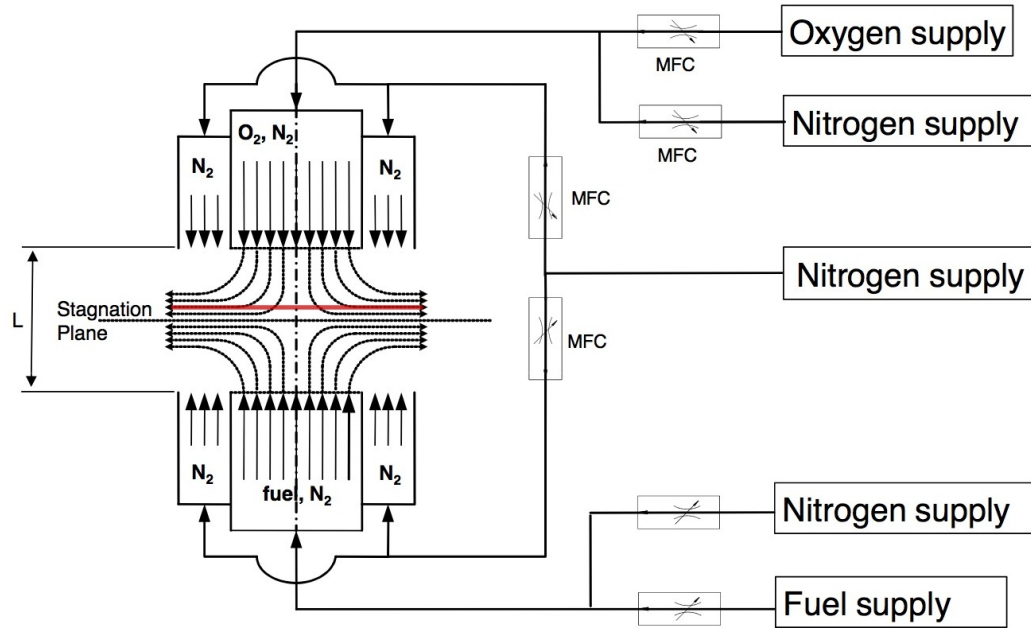 Oxygen supply
MFC
Nitrogen supply
MFC
O2, N2
N2
N2
MFC
Nitrogen supply
Stagnation
Plane
L
MFC
N2
N2
fuel, N2
Nitrogen supply
Fuel supply